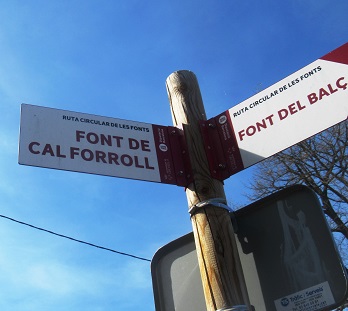 RUTA CIRCULAR DE LES FONTS
FONT DE
CAL FORROLL
RUTA CIRCULAR DE LES FONTS
FONT DEL BALÇ